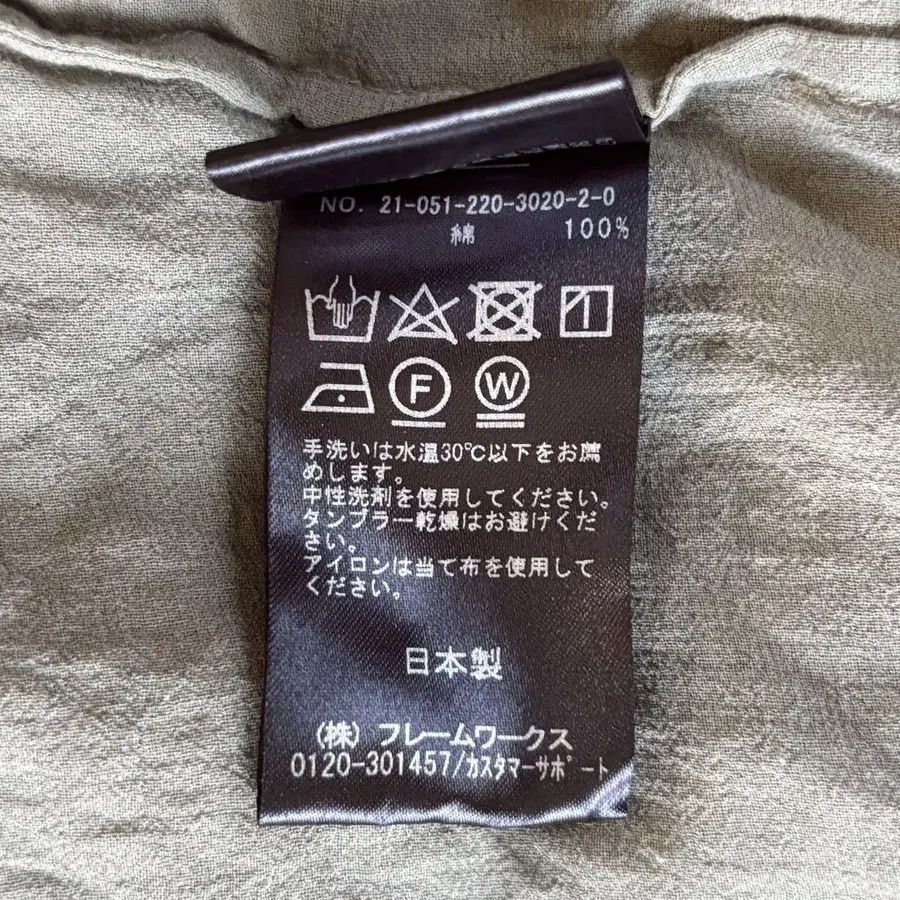 NO. 21-051-220-3020-2-0
綿 100%
F W
手洗いは水温30℃以下をお薦
めします。
中性洗剤を使用してください。
タンブラー乾燥はお避けくだ
さい。
アイロンは当て布を使用して
ください。
日本製
(株) フレームワークス
0120-301457/カスタマーサポート